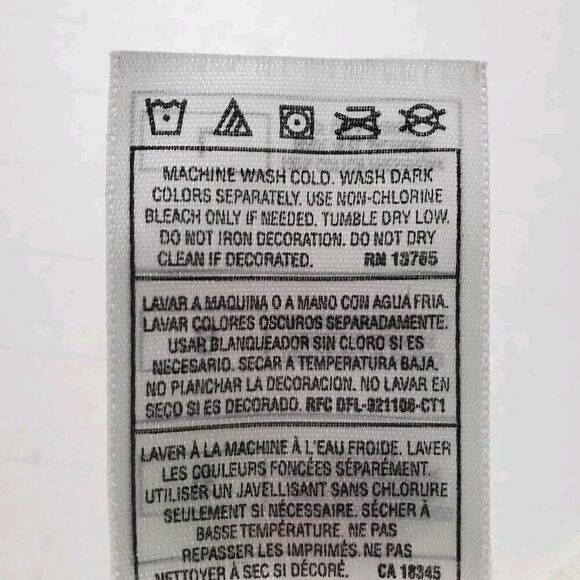 MACHINE WASH COLD. WASH DARK
COLORS SEPARATELY. USE NON-CHLORINE
BLEACH ONLY IF NEEDED. TUMBLE DRY LOW.
DO NOT IRON DECORATION. DO NOT DRY
CLEAN IF DECORATED. RN 13765
LAVAR A MAQUINA O A MANO CON AGUA FRIA.
LAVAR COLORES OSCUROS SEPARADAMENTE.
USAR BLANQUEADOR SIN CLORO SI ES
NECESARIO. SECAR A TEMPERATURA BAJA.
NO PLANCHAR LA DECORACION. NO LAVAR EN
SECO SI ES DECORADO. RFC DFL-921106-CT1
LAVER À LA MACHINE À L'EAU FROIDE. LAVER
LES COULEURS FONCÉES SÉPARÉMENT.
UTILISER UN JAVELLISANT SANS CHLORURE
SEULEMENT SI NÉCESSAIRE. SÉCHER À
BASSE TEMPÉRATURE. NE PAS
REPASSER LES IMPRIMÉS. NE PAS
NETTOYER À SEC SI DÉCORÉ. CA 18345